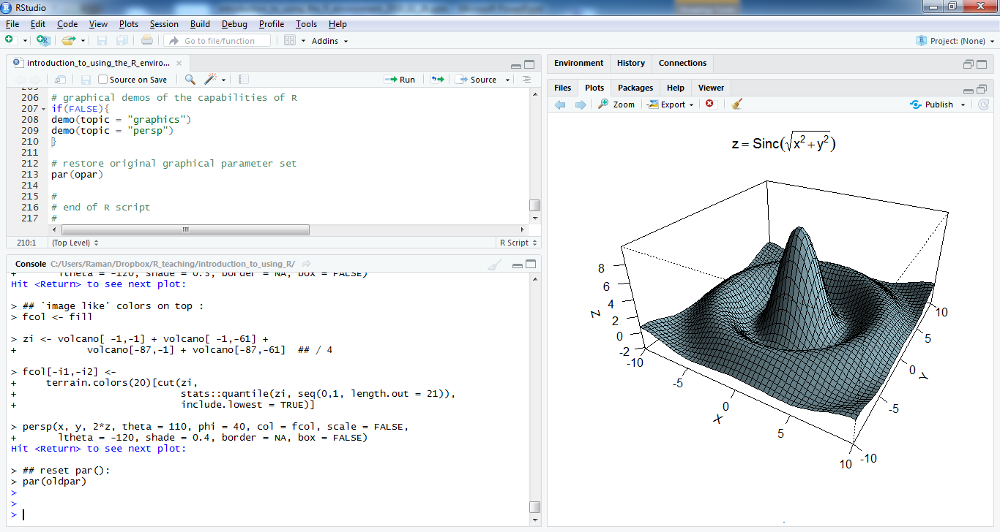 RStudio
File Edit Code View Plots Session Build Debug Profile Tools Help
Go to file/function Addins Project: (None)
introduction_to_using_the_R_enviro...
Source on Save Run Source
206 # graphical demos of the capabilities of R
207 if(FALSE){
208 demo(topic = "graphics")
209 demo(topic = "persp")
210 }
211
212 # restore original graphical parameter set
213 par(opar)
214
215 #
216 # end of R script
217 #
210:1 (Top Level) R Script
Console C:/Users/Raman/Dropbox/R_teaching/introduction_to_using_R/
+       ltheta = -120, shade = 0.3, border = NA, box = FALSE)
Hit <Return> to see next plot:
> ## `image like' colors on top :
> fcol <- fill
> zi <- volcano[ -1,-1] + volcano[ -1,-61] +
+            volcano[-87,-1] + volcano[-87,-61]  ## / 4
> fcol[-i1,-i2] <-
+     terrain.colors(20)[cut(zi,
+                            stats::quantile(zi, seq(0,1, length.out = 21)),
+                            include.lowest = TRUE)]
> persp(x, y, 2*z, theta = 110, phi = 40, col = fcol, scale = FALSE,
+       ltheta = -120, shade = 0.4, border = NA, box = FALSE)
Hit <Return> to see next plot:
> ## reset par():
> par(oldpar)
>
>
>
Environment History Connections
Files Plots Packages Help Viewer
Zoom Export Publish
z = Sinc(√x²+y²)
8
6
4
2
0
-2
Z
-10
-5
0
5
10
X
10
5
0
-5
-10
Y